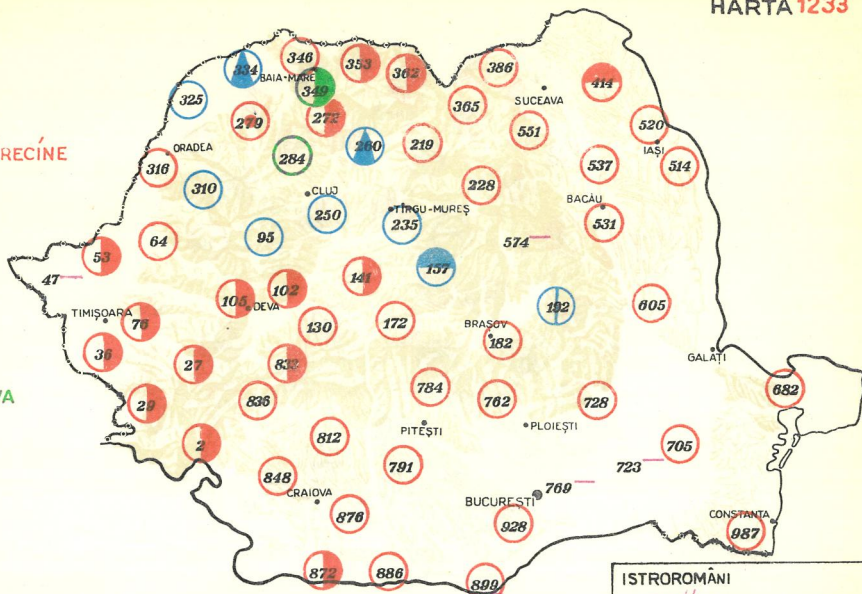 HARTA 1233
334 346 353 362 386
BAIA-MARE
325 349 414
SUCEAVA
279 272 365 551 520
IAȘI
RECÍNE
ORADEA
316 284 260 219 537 514
310 228
CLUJ
BACĂU
250 TÎRGU-MUREȘ
235 531
64 95 574
53 157
47 141
105 102 192 605
DEVA
TIMIȘOARA
76 130 172 BRAȘOV
182
36 27 832 GALAȚI
29 836 784 762 728 682
VA
PITEȘTI PLOIEȘTI
2 812 705
791 723
848 769
CRAIOVA BUCUREȘTI
876 928 CONSTANȚA
987
872 886 899
ISTROROMÂNI